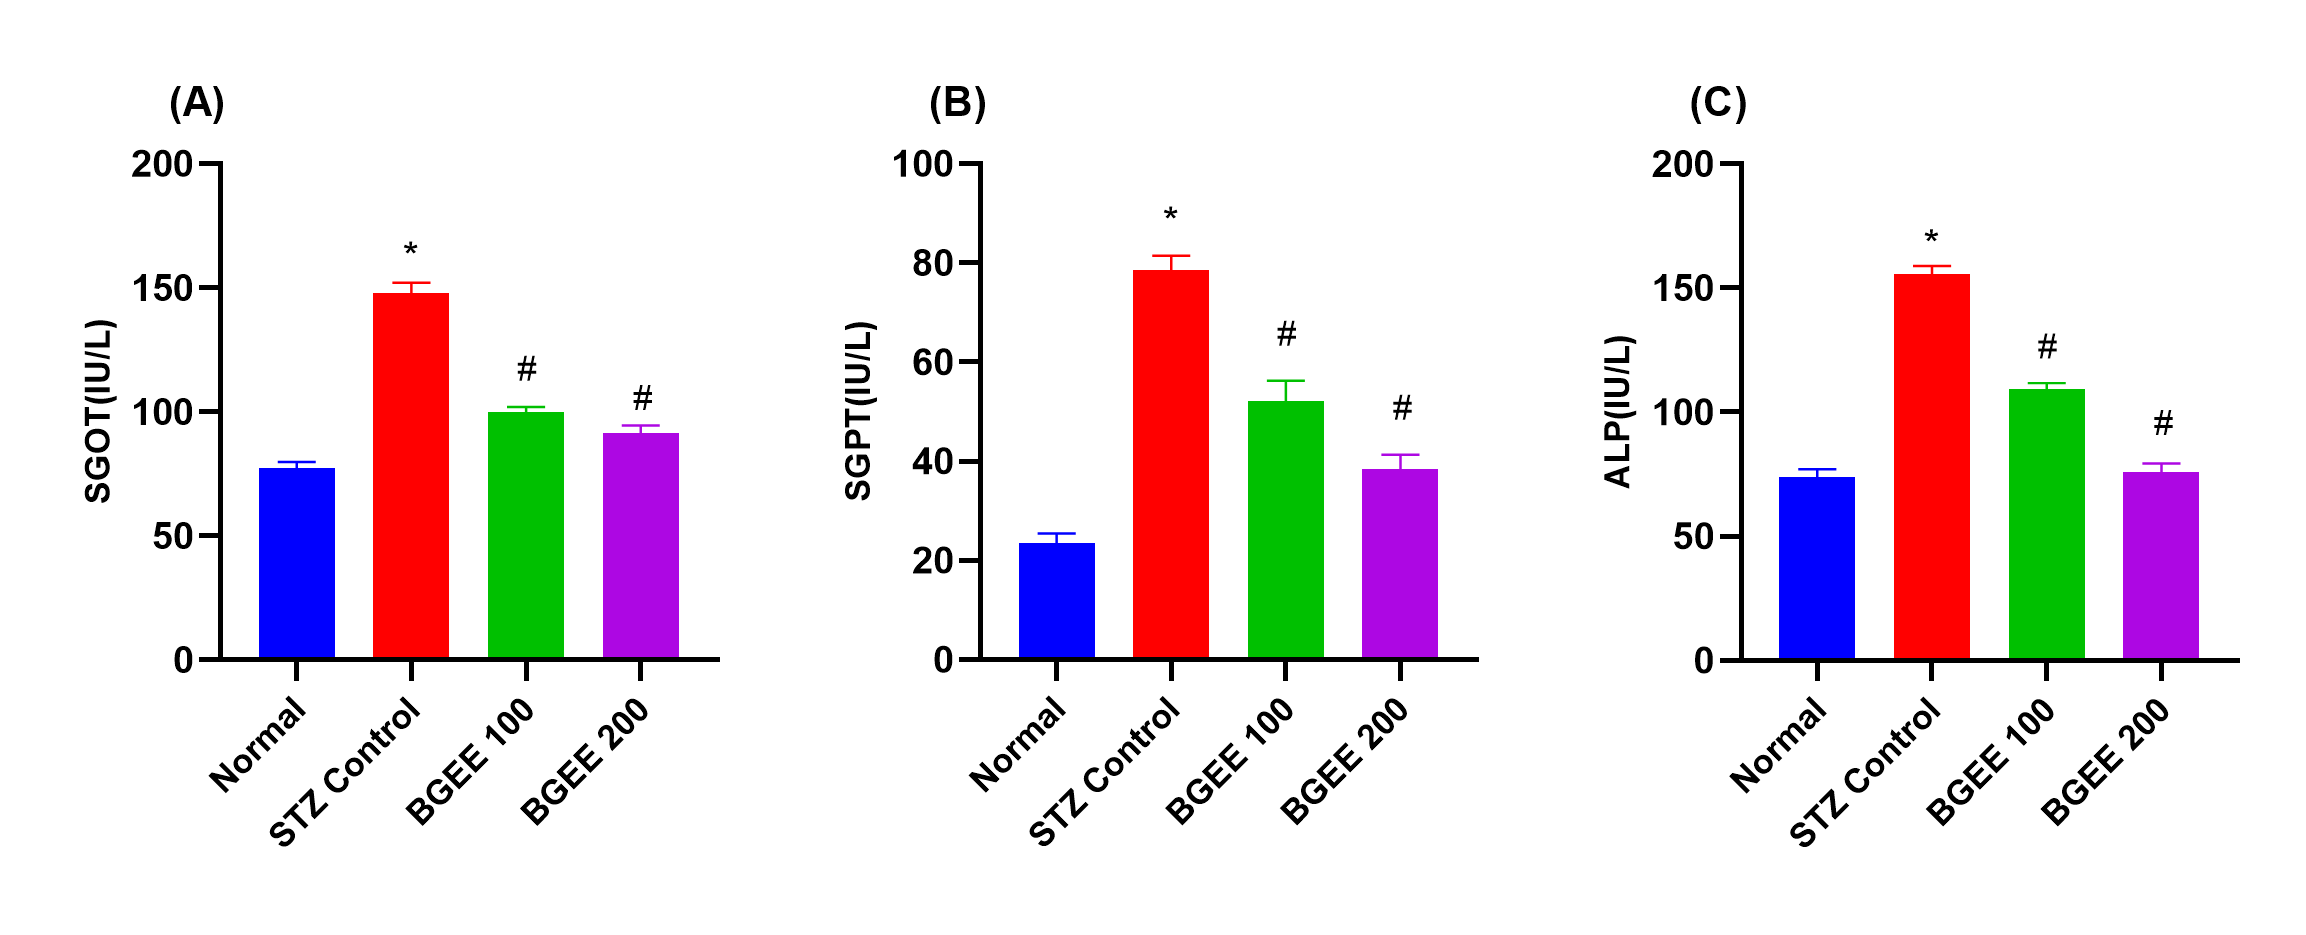 (A)
200
150
100
50
0
SGOT(IU/L)
*
#
#
Normal
STZ Control
BGEE 100
BGEE 200
(B)
100
80
60
40
20
0
SGPT(IU/L)
*
#
#
Normal
STZ Control
BGEE 100
BGEE 200
(C)
200
150
100
50
0
ALP(IU/L)
*
#
#
Normal
STZ Control
BGEE 100
BGEE 200